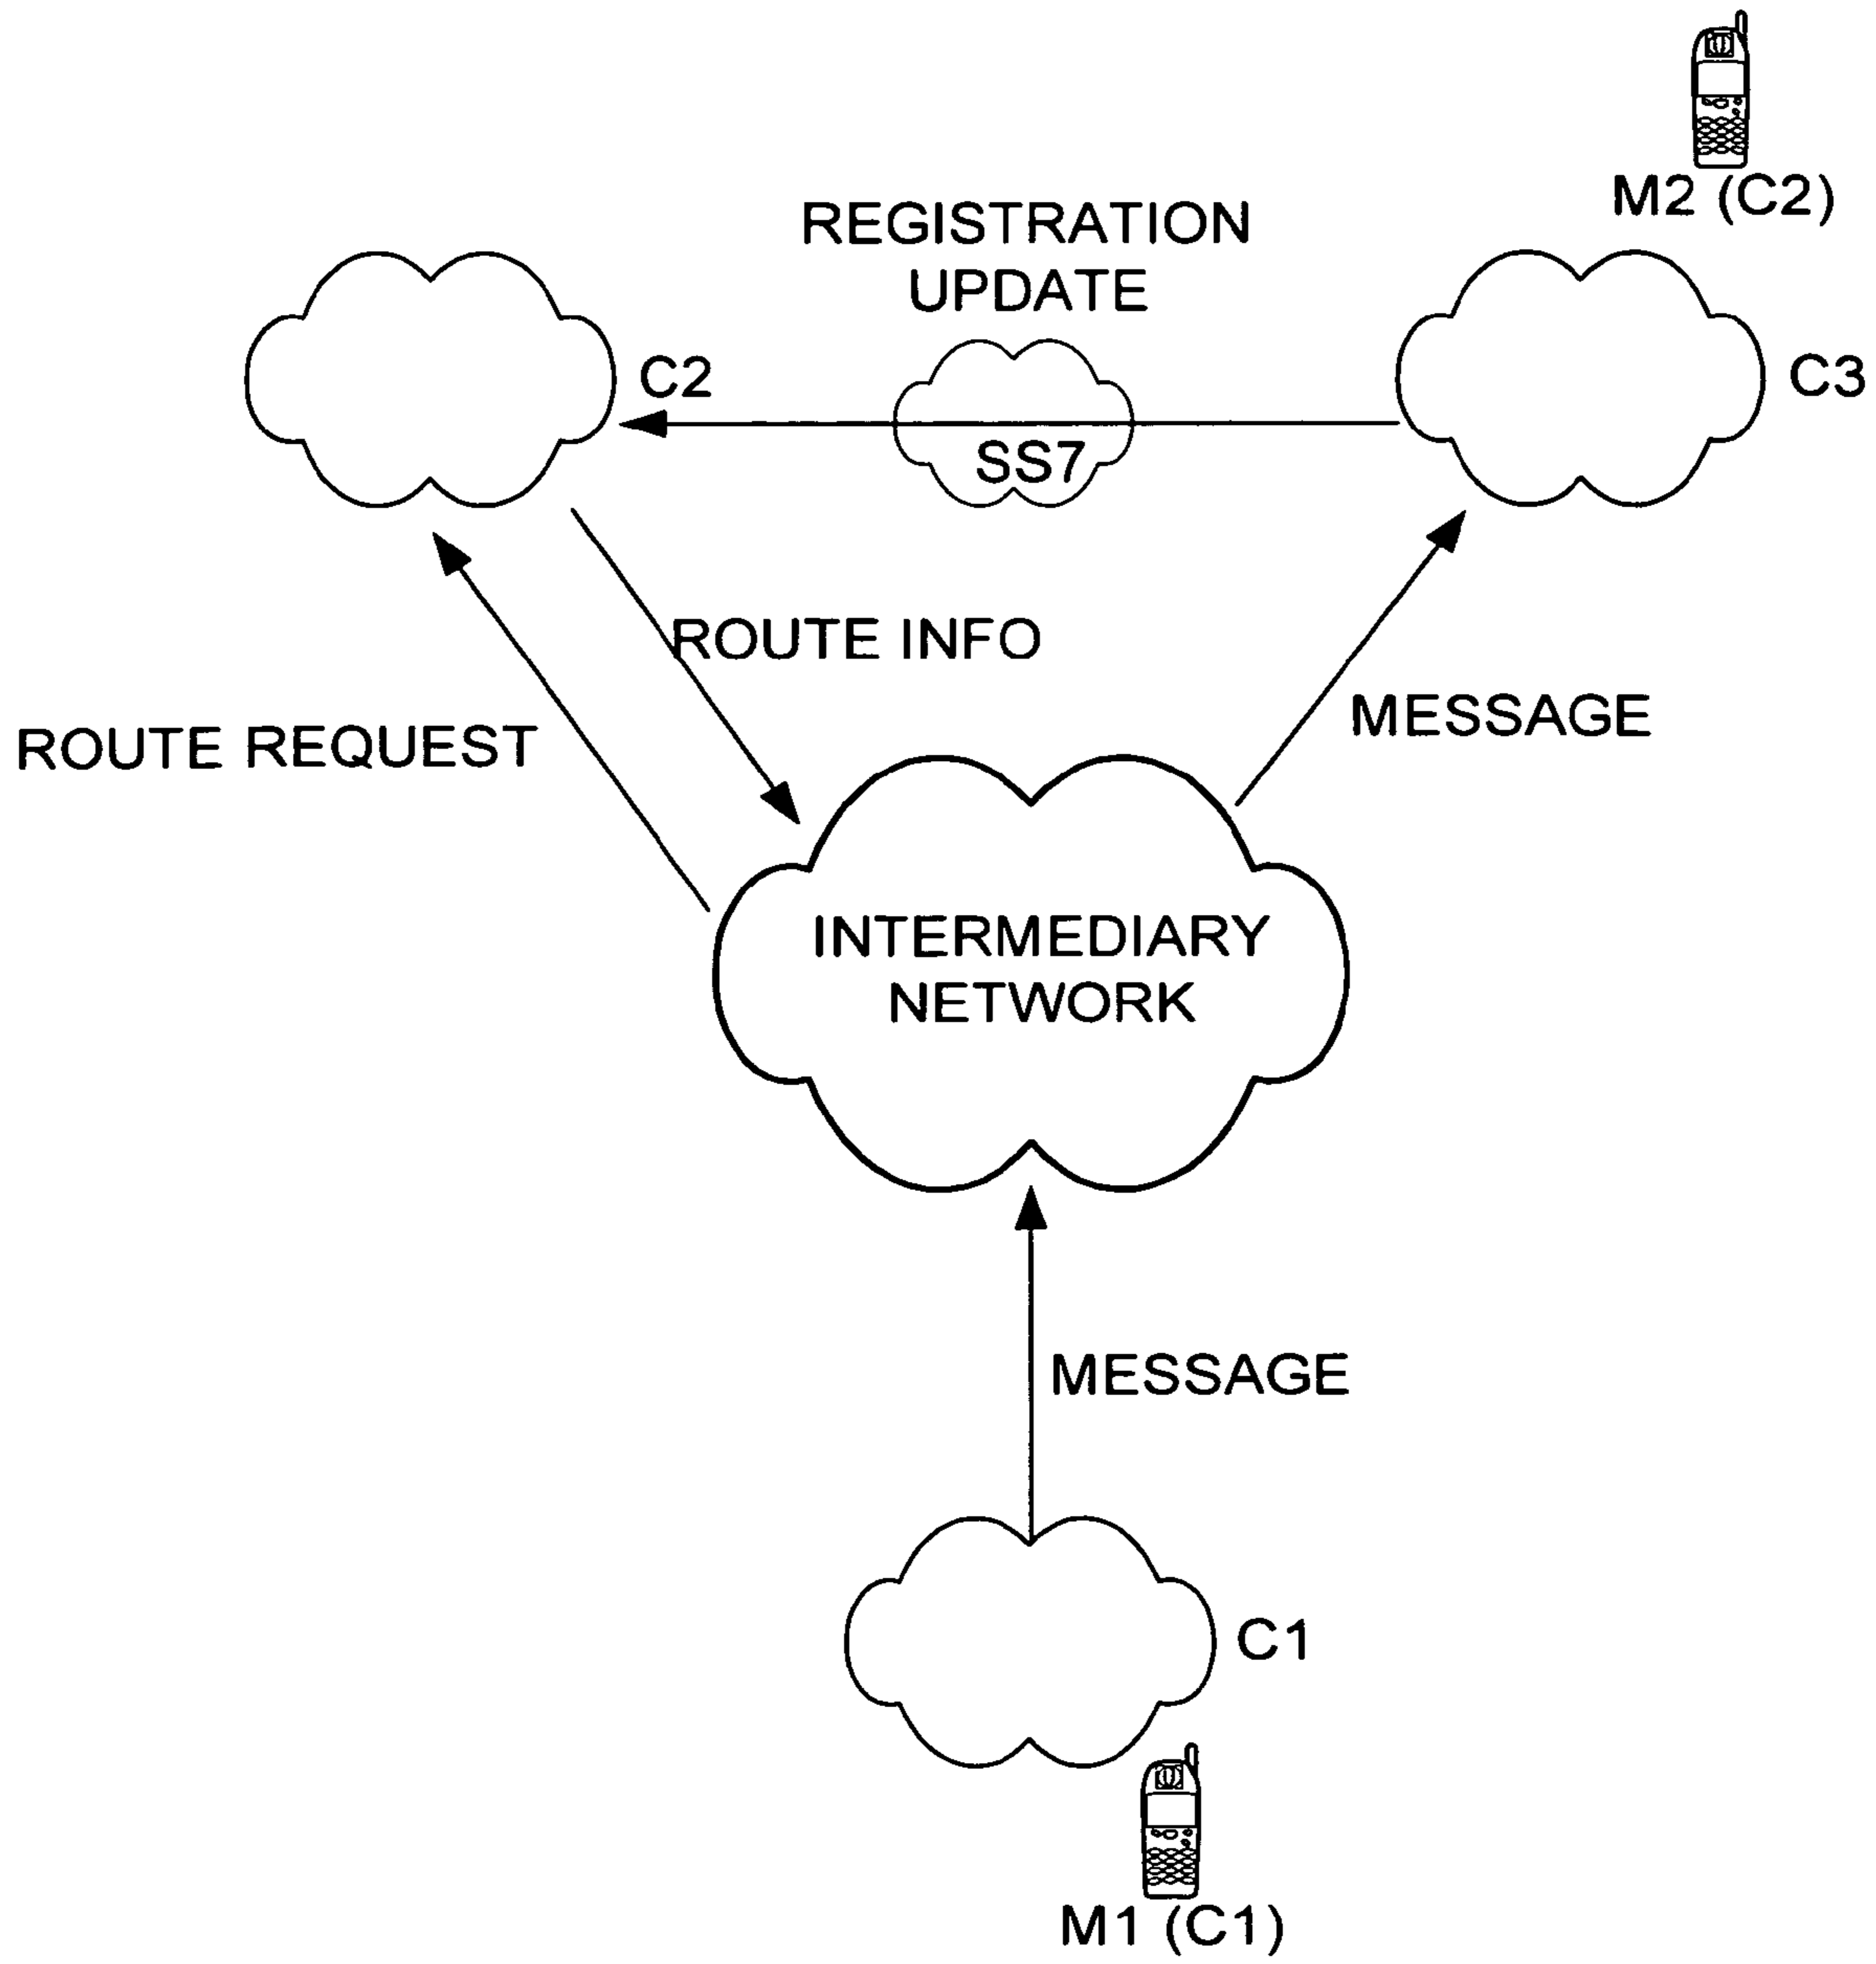 M2 (C2)
REGISTRATION
UPDATE
C2
C3
SS7
ROUTE INFO
ROUTE REQUEST
MESSAGE
INTERMEDIARY
NETWORK
MESSAGE
C1
M1 (C1)